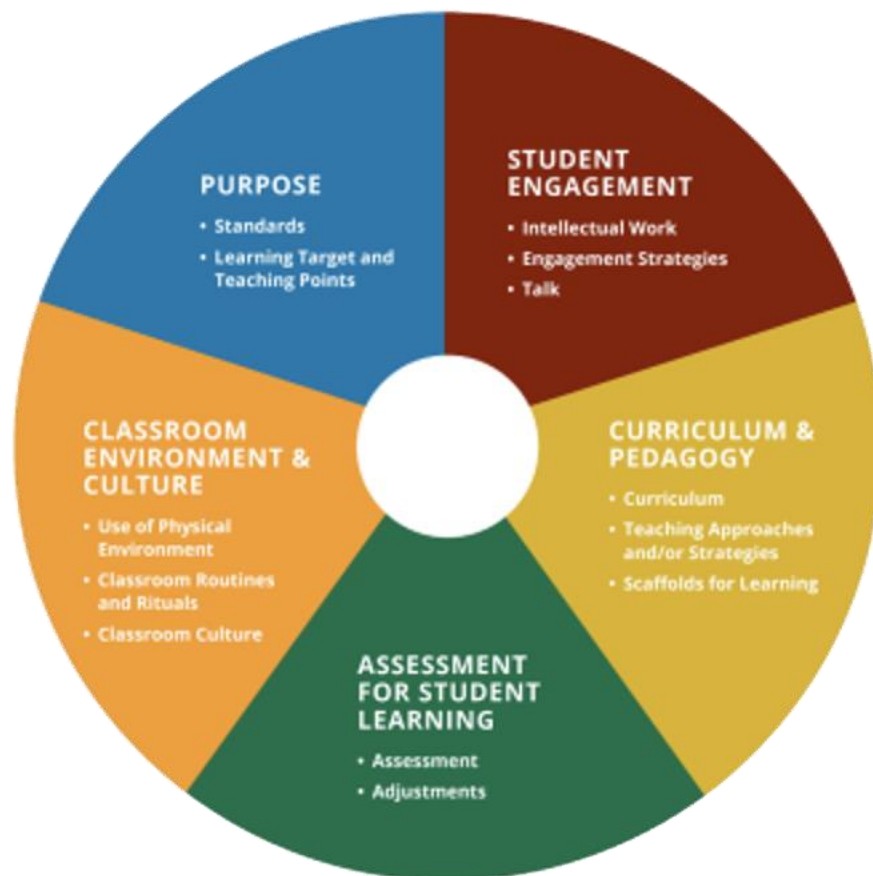 PURPOSE
• Standards
• Learning Target and
Teaching Points
STUDENT
ENGAGEMENT
• Intellectual Work
• Engagement Strategies
• Talk
CURRICULUM &
PEDAGOGY
• Curriculum
• Teaching Approaches
and/or Strategies
• Scaffolds for Learning
ASSESSMENT
FOR STUDENT
LEARNING
• Assessment
• Adjustments
CLASSROOM
ENVIRONMENT &
CULTURE
• Use of Physical
Environment
• Classroom Routines
and Rituals
• Classroom Culture